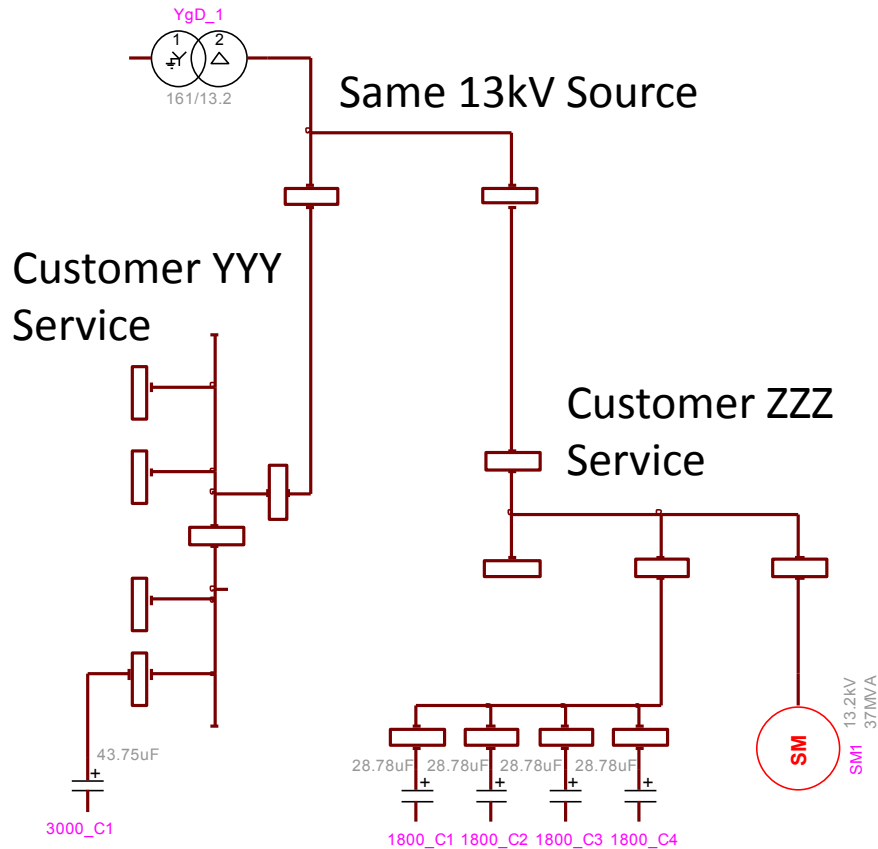 YgD_1
1 2
161/13.2
Same 13kV Source
Customer YYY
Service
Customer ZZZ
Service
43.75uF
+
3000_C1
28.78uF 28.78uF 28.78uF 28.78uF
+ + + +
1800_C1 1800_C2 1800_C3 1800_C4
SM
13.2kV
37MVA
SM1